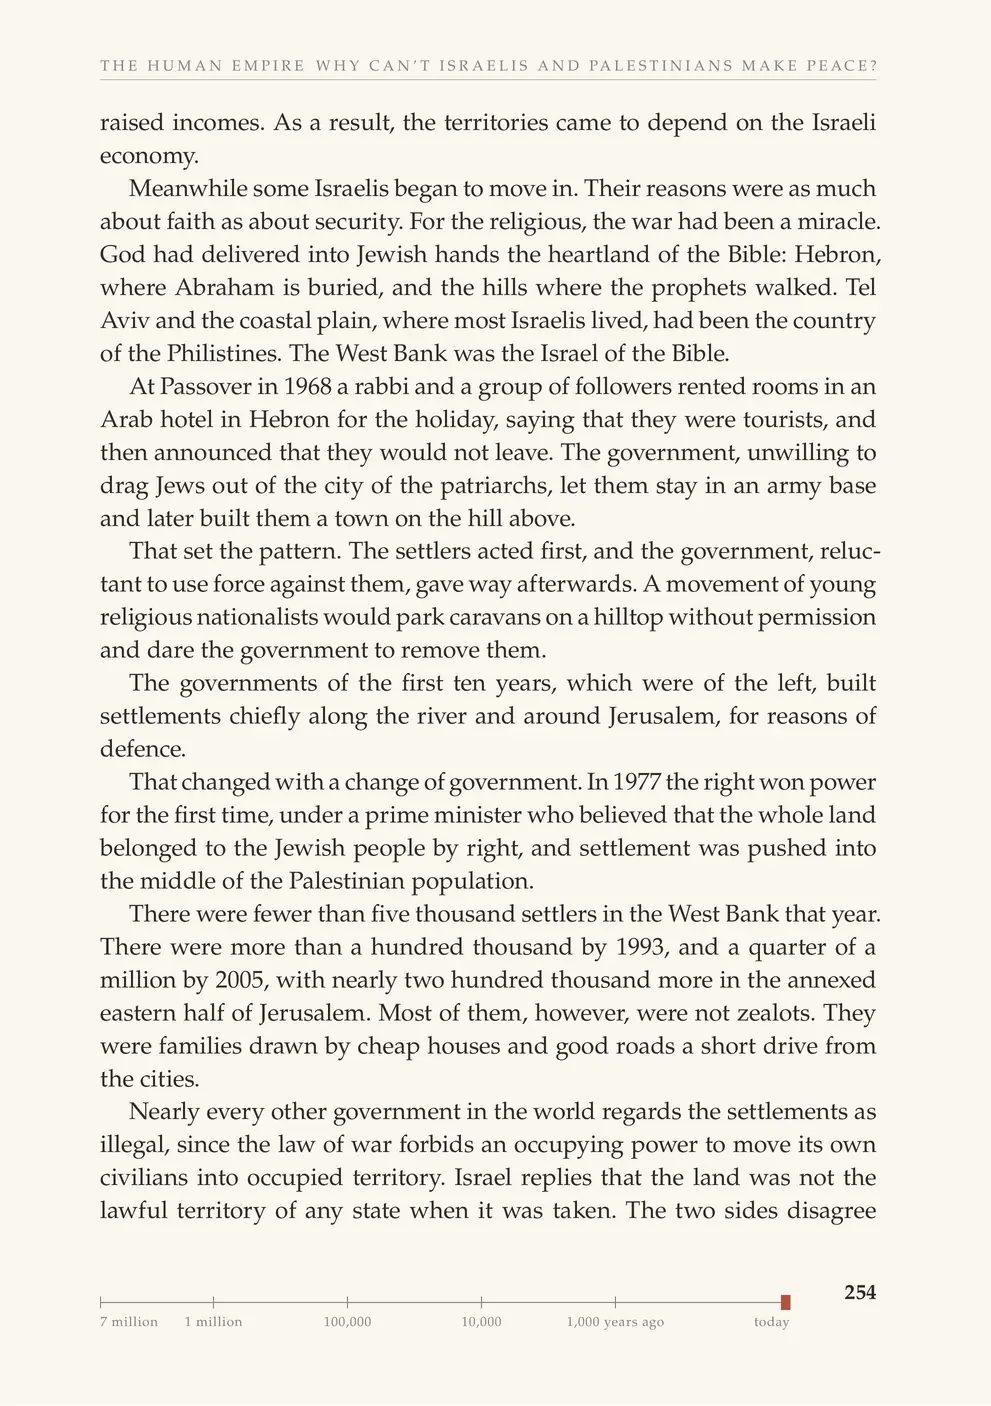 THE HUMAN EMPIRE WHY CAN’T ISRAELIS AND PALESTINIANS MAKE PEACE?
raised incomes. As a result, the territories came to depend on the Israeli
economy.
Meanwhile some Israelis began to move in. Their reasons were as much
about faith as about security. For the religious, the war had been a miracle.
God had delivered into Jewish hands the heartland of the Bible: Hebron,
where Abraham is buried, and the hills where the prophets walked. Tel
Aviv and the coastal plain, where most Israelis lived, had been the country
of the Philistines. The West Bank was the Israel of the Bible.
At Passover in 1968 a rabbi and a group of followers rented rooms in an
Arab hotel in Hebron for the holiday, saying that they were tourists, and
then announced that they would not leave. The government, unwilling to
drag Jews out of the city of the patriarchs, let them stay in an army base
and later built them a town on the hill above.
That set the pattern. The settlers acted first, and the government, reluc-
tant to use force against them, gave way afterwards. A movement of young
religious nationalists would park caravans on a hilltop without permission
and dare the government to remove them.
The governments of the first ten years, which were of the left, built
settlements chiefly along the river and around Jerusalem, for reasons of
defence.
That changed with a change of government. In 1977 the right won power
for the first time, under a prime minister who believed that the whole land
belonged to the Jewish people by right, and settlement was pushed into
the middle of the Palestinian population.
There were fewer than five thousand settlers in the West Bank that year.
There were more than a hundred thousand by 1993, and a quarter of a
million by 2005, with nearly two hundred thousand more in the annexed
eastern half of Jerusalem. Most of them, however, were not zealots. They
were families drawn by cheap houses and good roads a short drive from
the cities.
Nearly every other government in the world regards the settlements as
illegal, since the law of war forbids an occupying power to move its own
civilians into occupied territory. Israel replies that the land was not the
lawful territory of any state when it was taken. The two sides disagree
254
7 million 1 million 100,000 10,000 1,000 years ago today